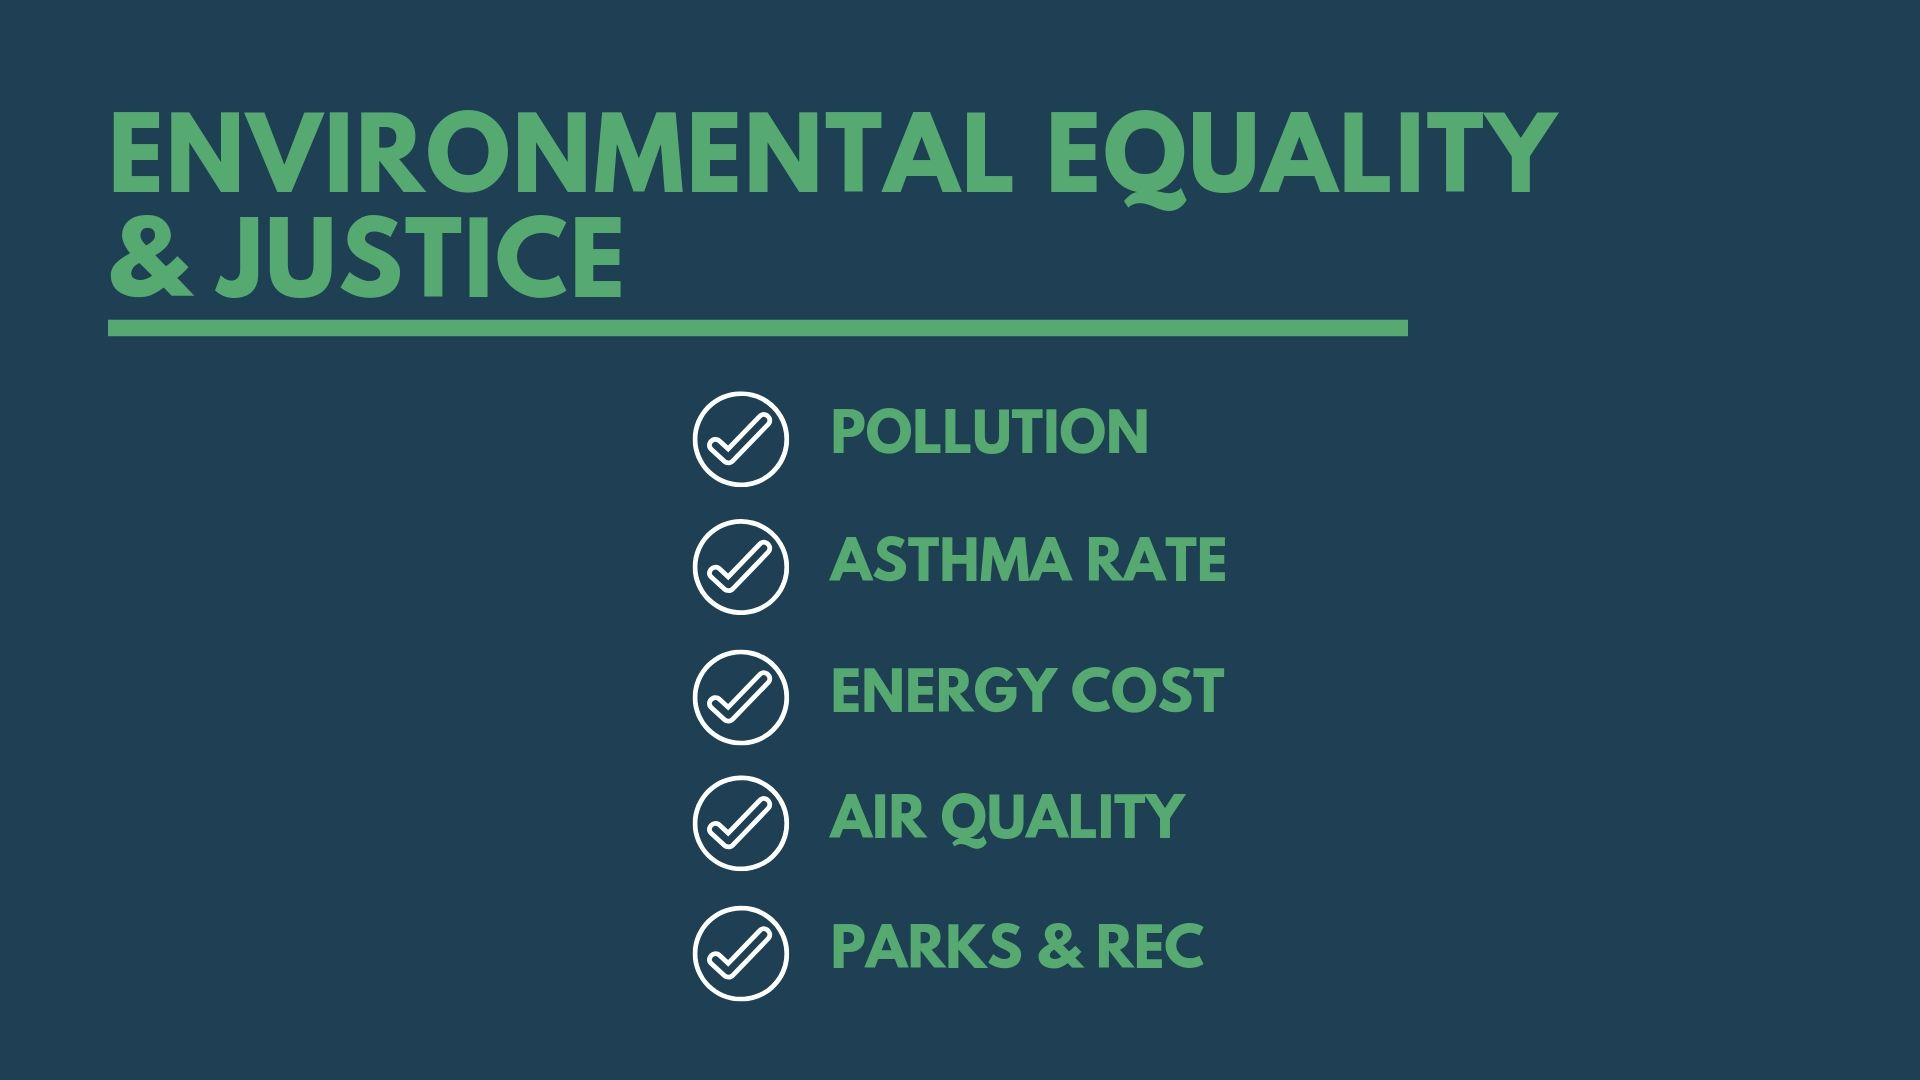 ENVIRONMENTAL EQUALITY
& JUSTICE
POLLUTION
ASTHMA RATE
ENERGY COST
AIR QUALITY
PARKS & REC